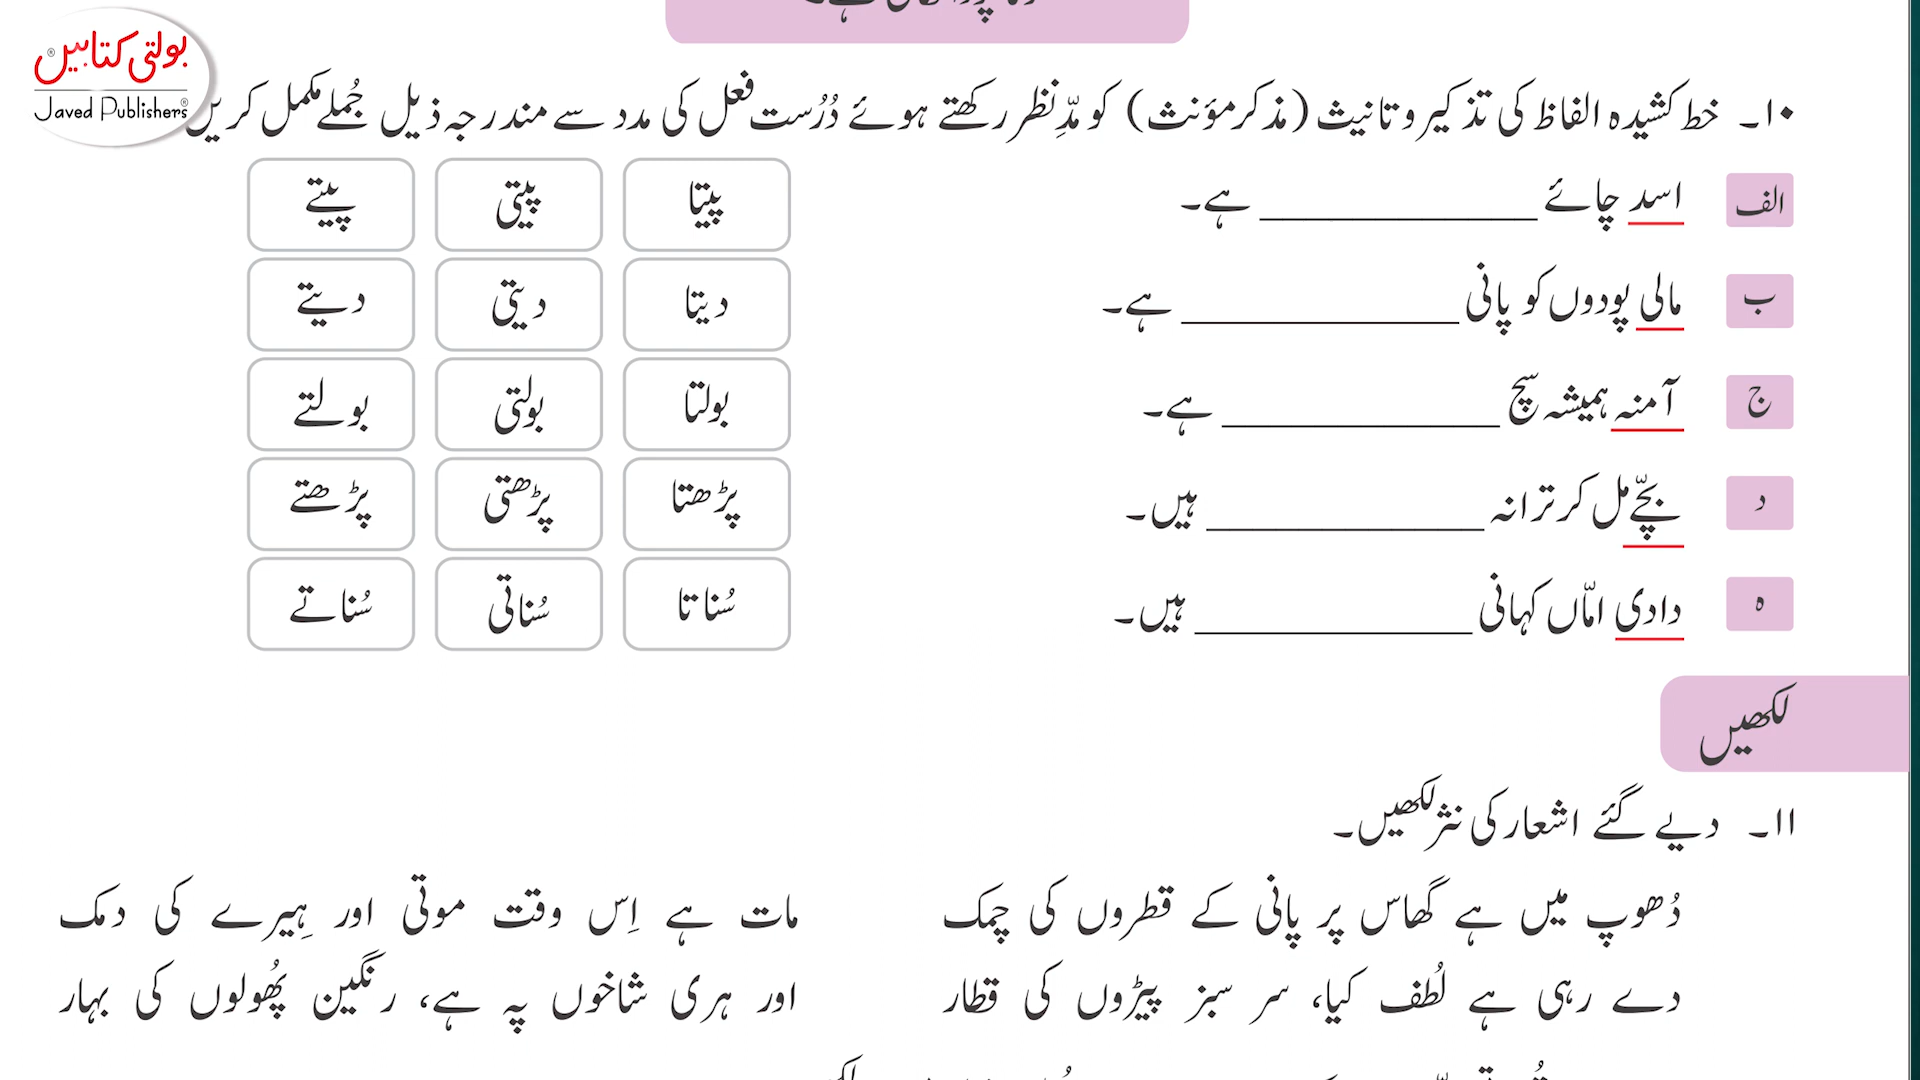 بولتی کتابیں®
Javed Publishers®
۱۰۔ خط کشیدہ الفاظ کی تذکیر و تانیث (مذکر مؤنث) کو مدِّ نظر رکھتے ہوئے دُرُست فعل کی مدد سے مندرجہ ذیل جُملے مکمل کریں
الف اسد چائے ________ ہے۔ پیتا پیتی پیتے
ب مالی پودوں کو پانی ________ ہے۔ دیتا دیتی دیتے
ج آمنہ ہمیشہ سچ ________ ہے۔ بولتا بولتی بولتے
د بچّے مل کر ترانہ ________ ہیں۔ پڑھتا پڑھتی پڑھتے
ہ دادی امّاں کہانی ________ ہیں۔ سُناتا سُناتی سُناتے
لکھیں
۱۱۔ دیے گئے اشعار کی نثر لکھیں۔
دُھوپ میں ہے گھاس پر پانی کے قطروں کی چمک مات ہے اِس وقت موتی اور ہِیرے کی دمک
دے رہی ہے لُطف کیا، سر سبز پیڑوں کی قطار اور ہری شاخوں پہ ہے، رنگین پُھولوں کی بہار